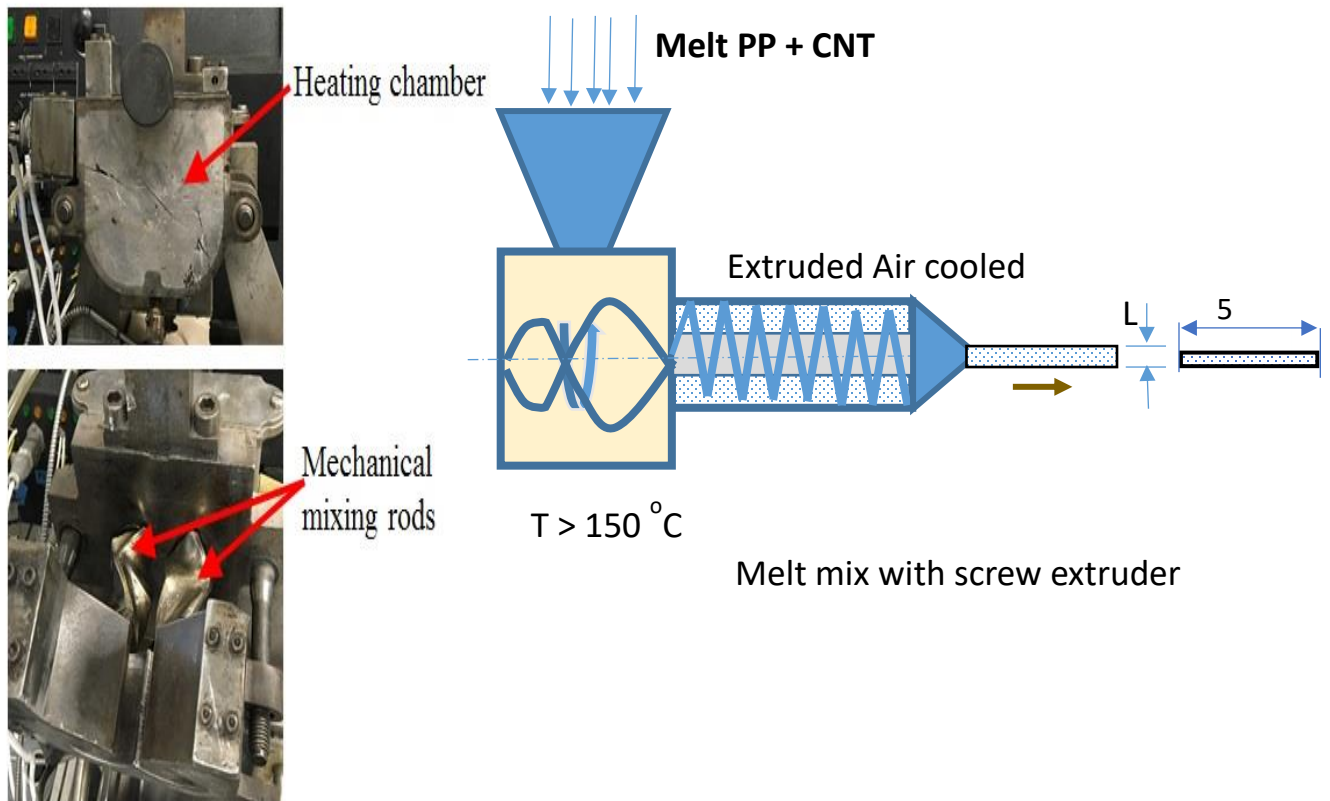 Melt PP + CNT
Heating chamber
Extruded Air cooled
L
5
Mechanical
mixing rods
T > 150 °C
Melt mix with screw extruder